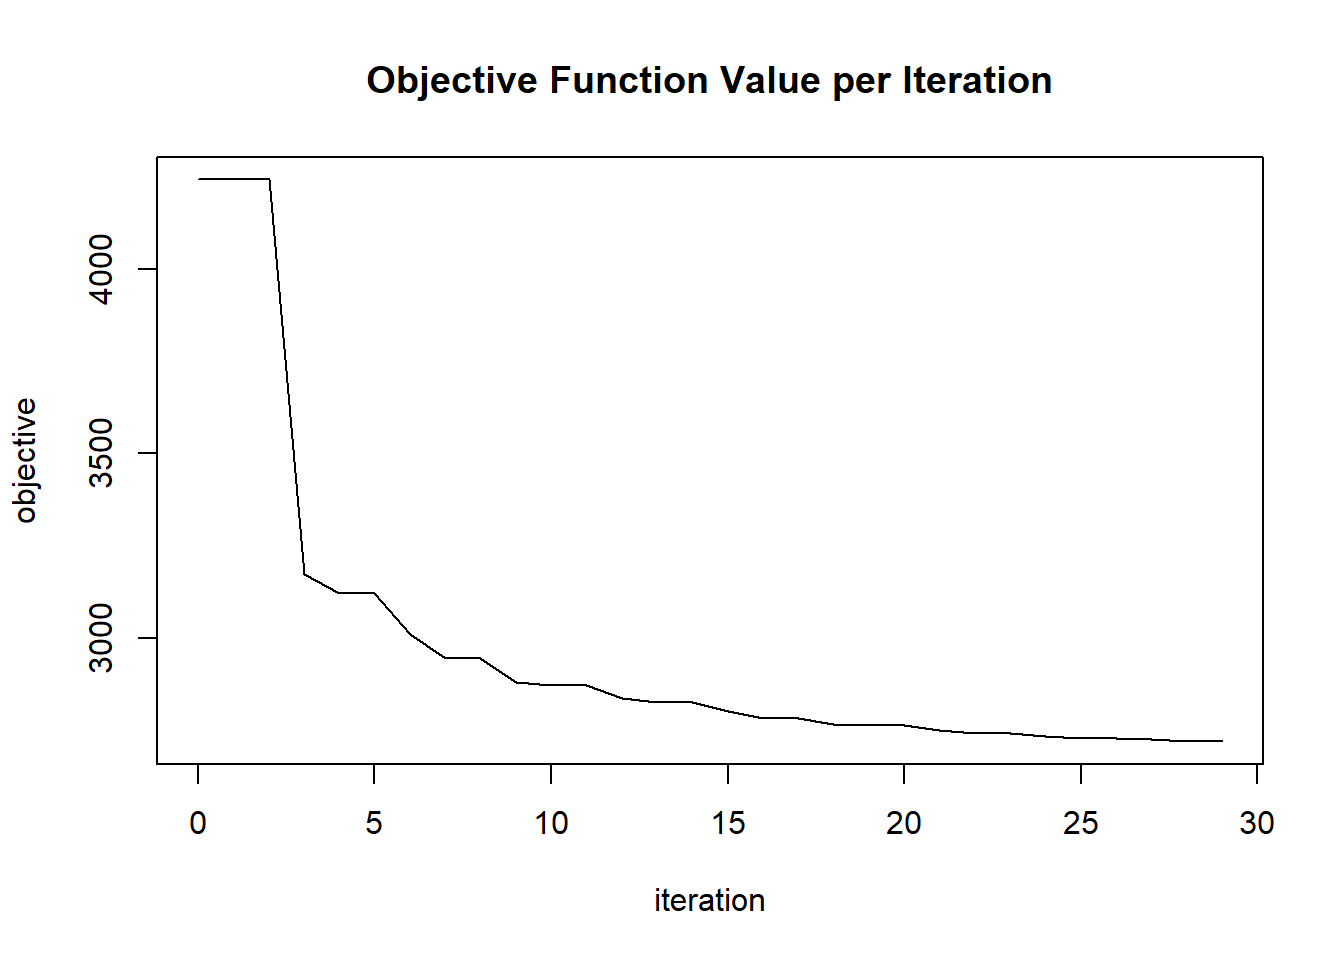 Objective Function Value per Iteration
objective
4000
3500
3000
0 5 10 15 20 25 30
iteration